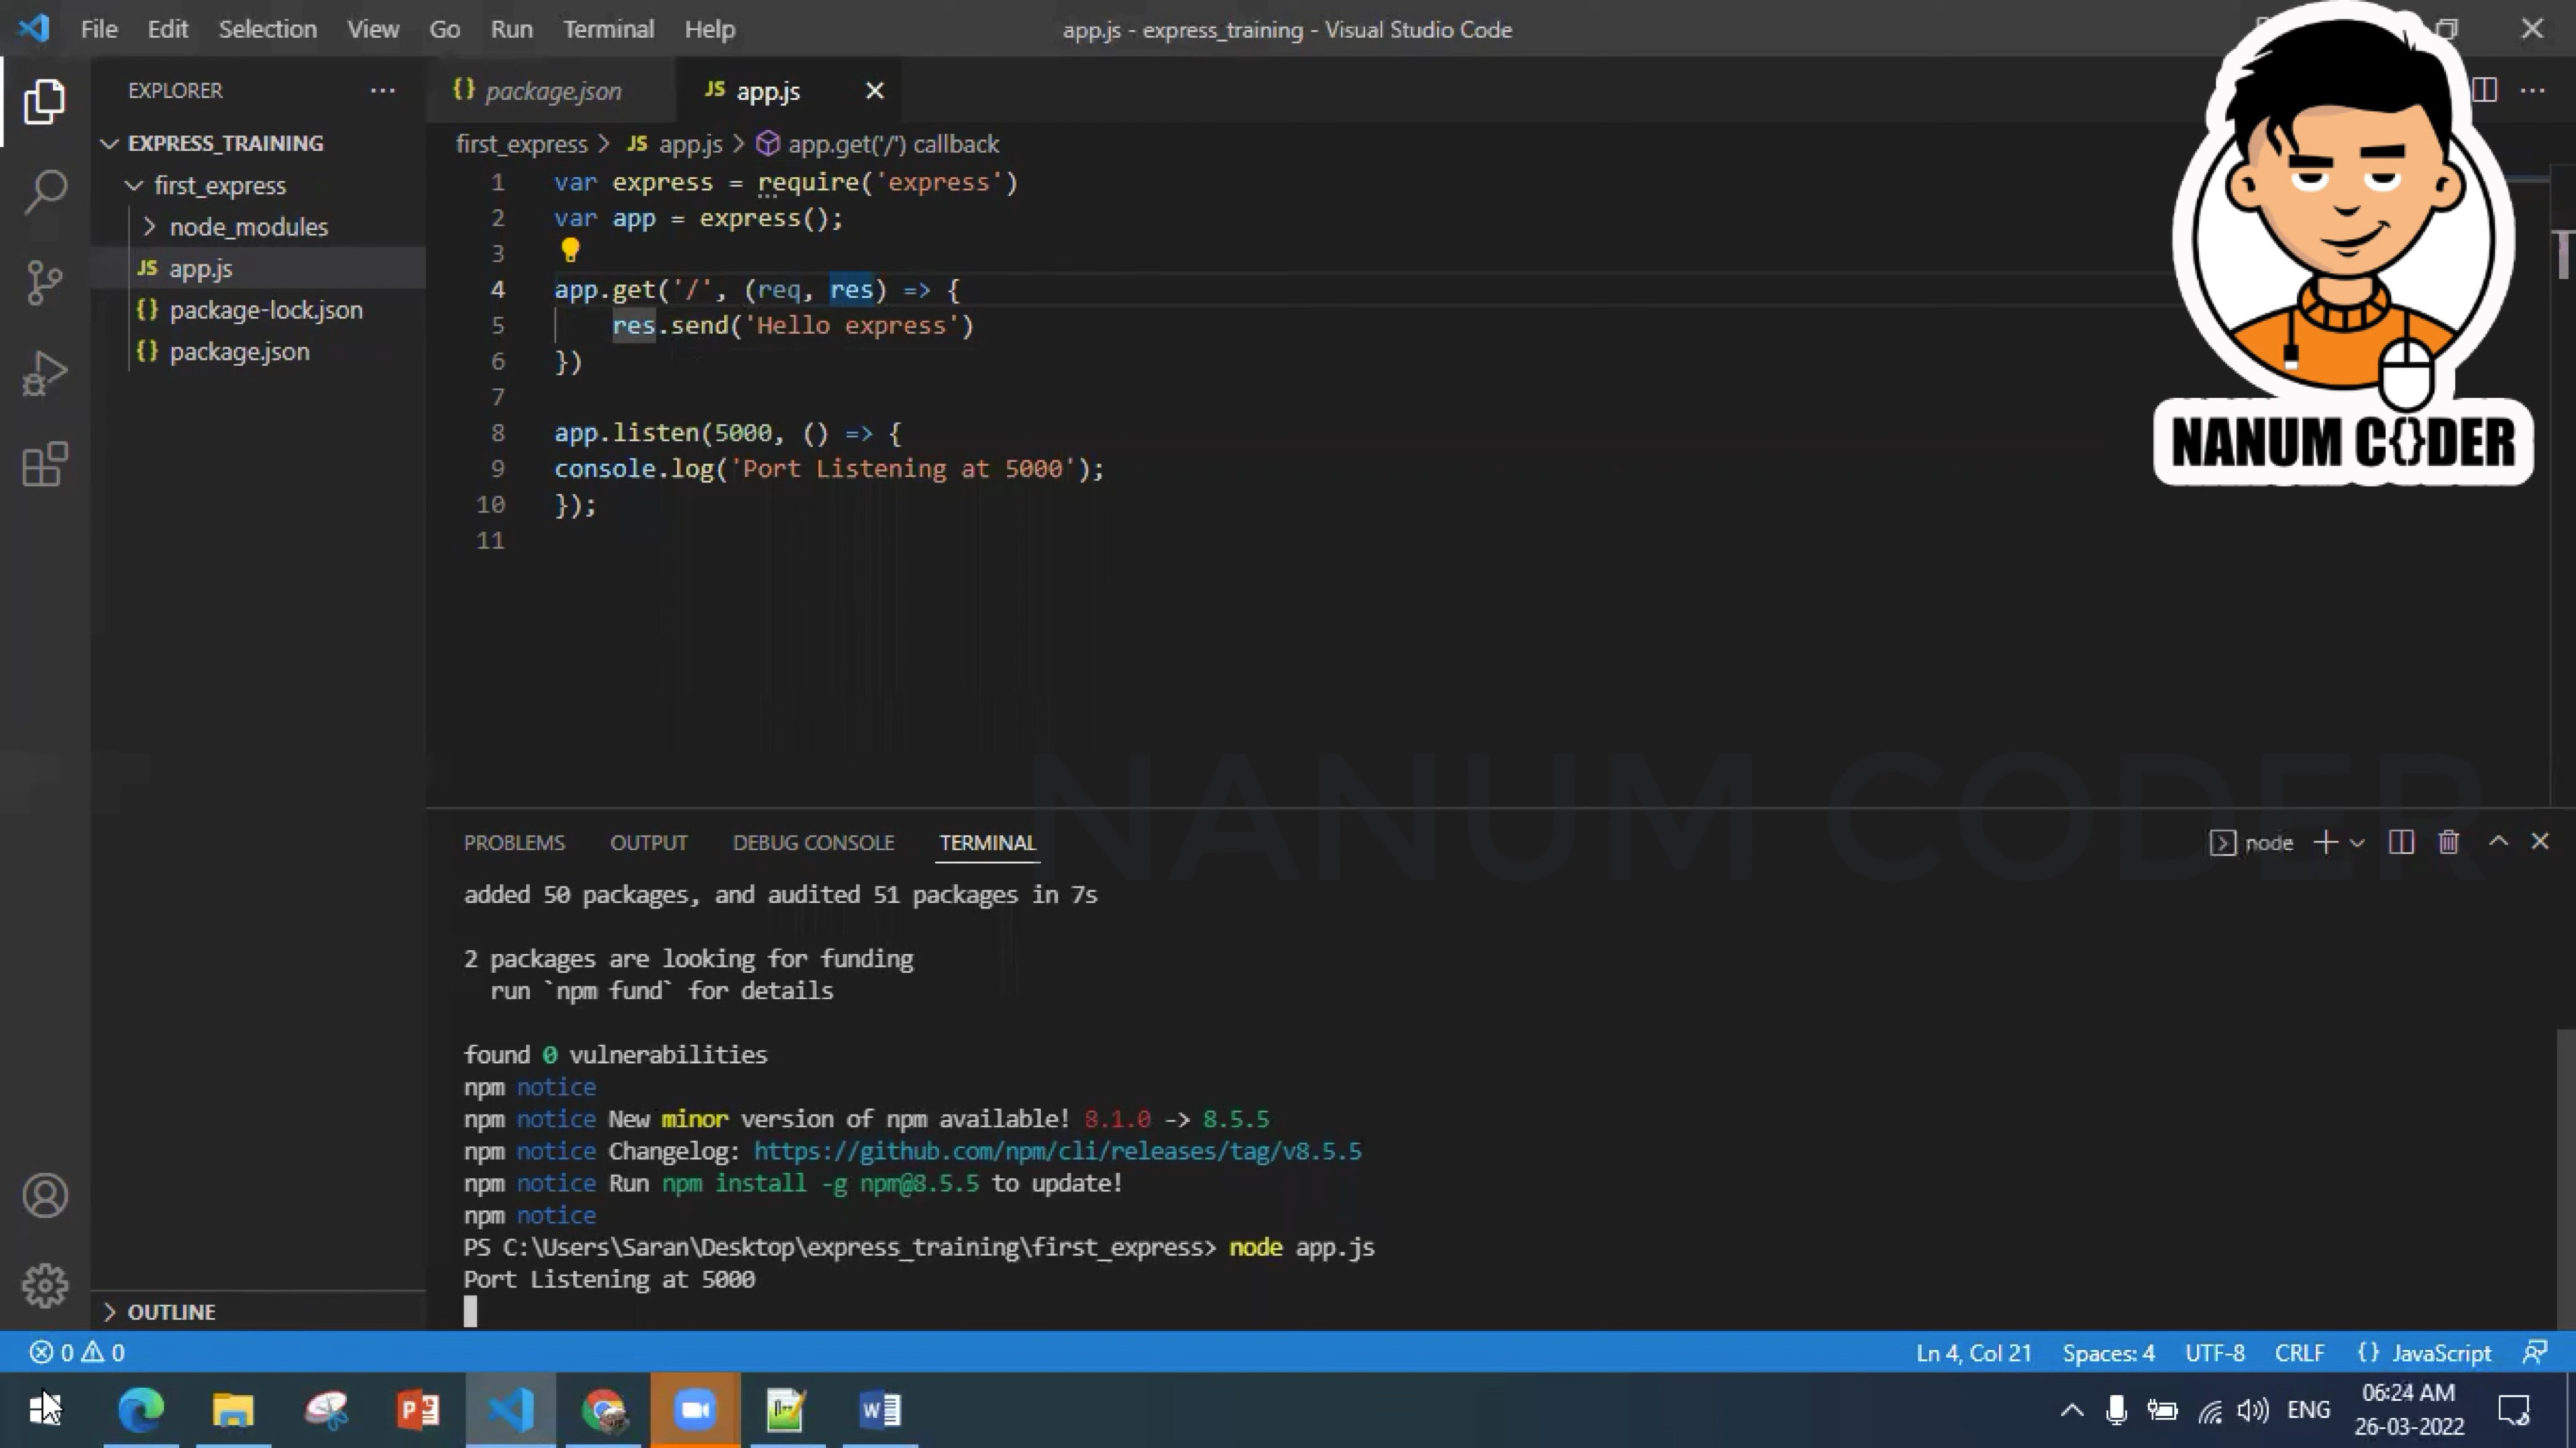 File Edit Selection View Go Run Terminal Help
app.js - express_training - Visual Studio Code
EXPLORER
EXPRESS_TRAINING
first_express
node_modules
JS app.js
{} package-lock.json
{} package.json
OUTLINE
{} package.json
JS app.js
first_express > JS app.js > app.get('/') callback
1 var express = require('express')
2 var app = express();
3
4 app.get('/', (req, res) => {
5 res.send('Hello express')
6 })
7
8 app.listen(5000, () => {
9 console.log('Port Listening at 5000');
10 });
11
NANUM C{}DER
NANUM CODER
PROBLEMS OUTPUT DEBUG CONSOLE TERMINAL
node
added 50 packages, and audited 51 packages in 7s
2 packages are looking for funding
run `npm fund` for details
found 0 vulnerabilities
npm notice
npm notice New minor version of npm available! 8.1.0 -> 8.5.5
npm notice Changelog: https://github.com/npm/cli/releases/tag/v8.5.5
npm notice Run npm install -g npm@8.5.5 to update!
npm notice
PS C:\Users\Saran\Desktop\express_training\first_express> node app.js
Port Listening at 5000
0 0
Ln 4, Col 21 Spaces: 4 UTF-8 CRLF {} JavaScript
ENG
06:24 AM
26-03-2022